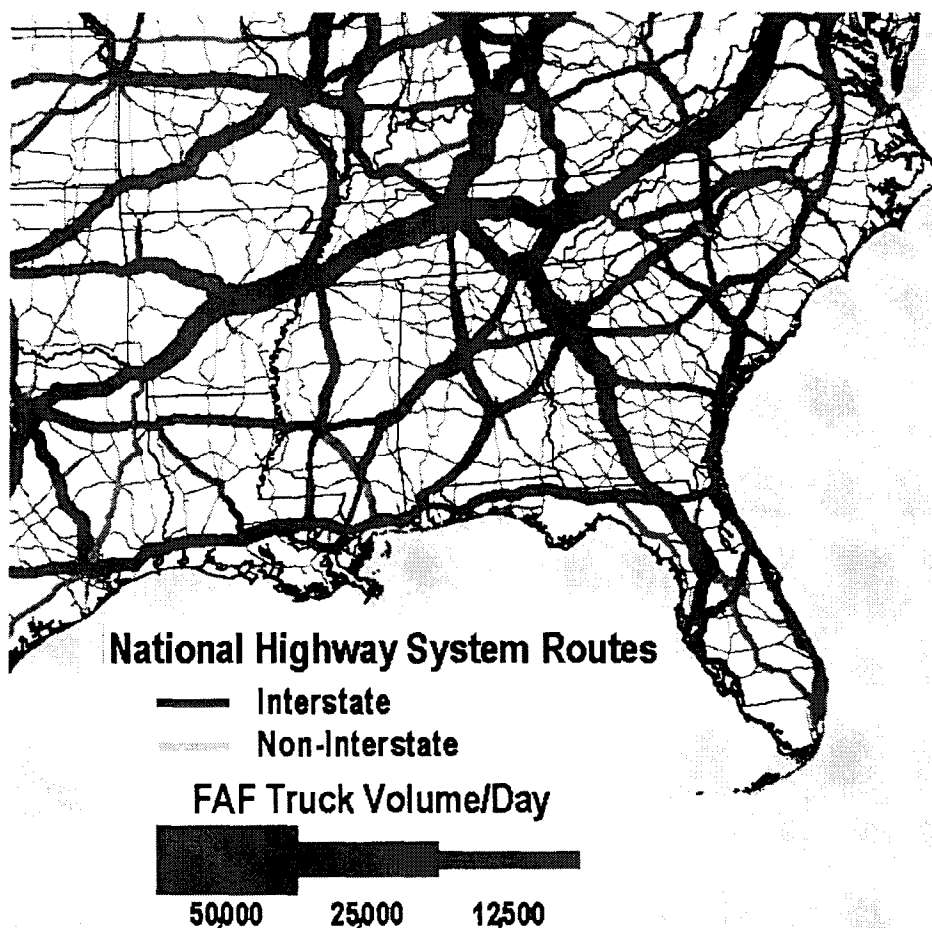 National Highway System Routes
Interstate
Non-Interstate
FAF Truck Volume/Day
50,000 25,000 12,500